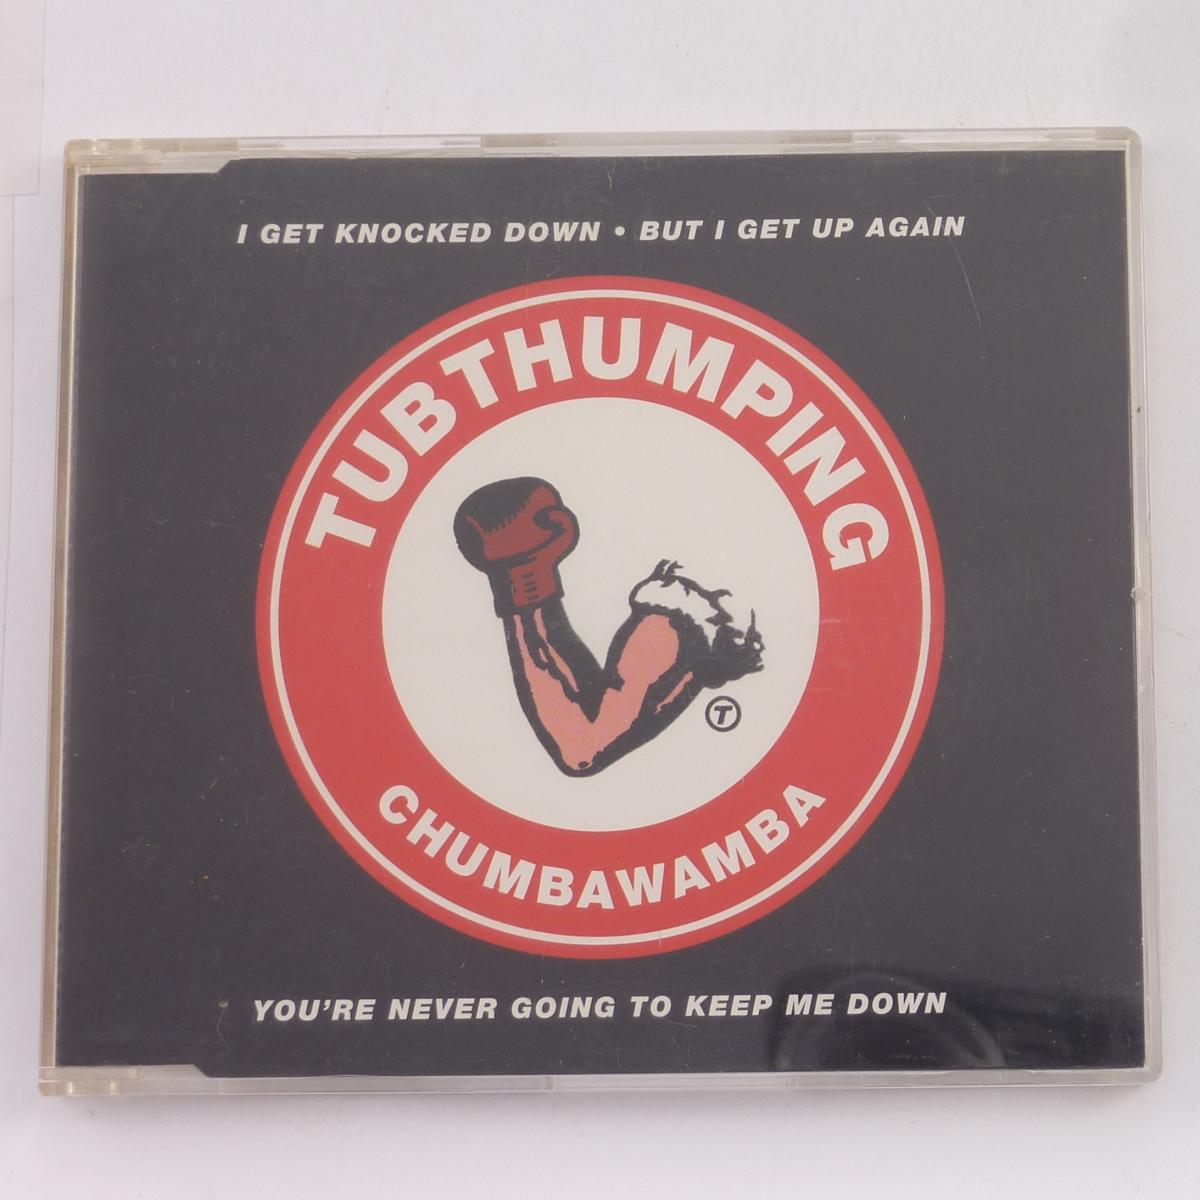 I GET KNOCKED DOWN • BUT I GET UP AGAIN
TUBTHUMPING
T
CHUMBAWAMBA
YOU'RE NEVER GOING TO KEEP ME DOWN